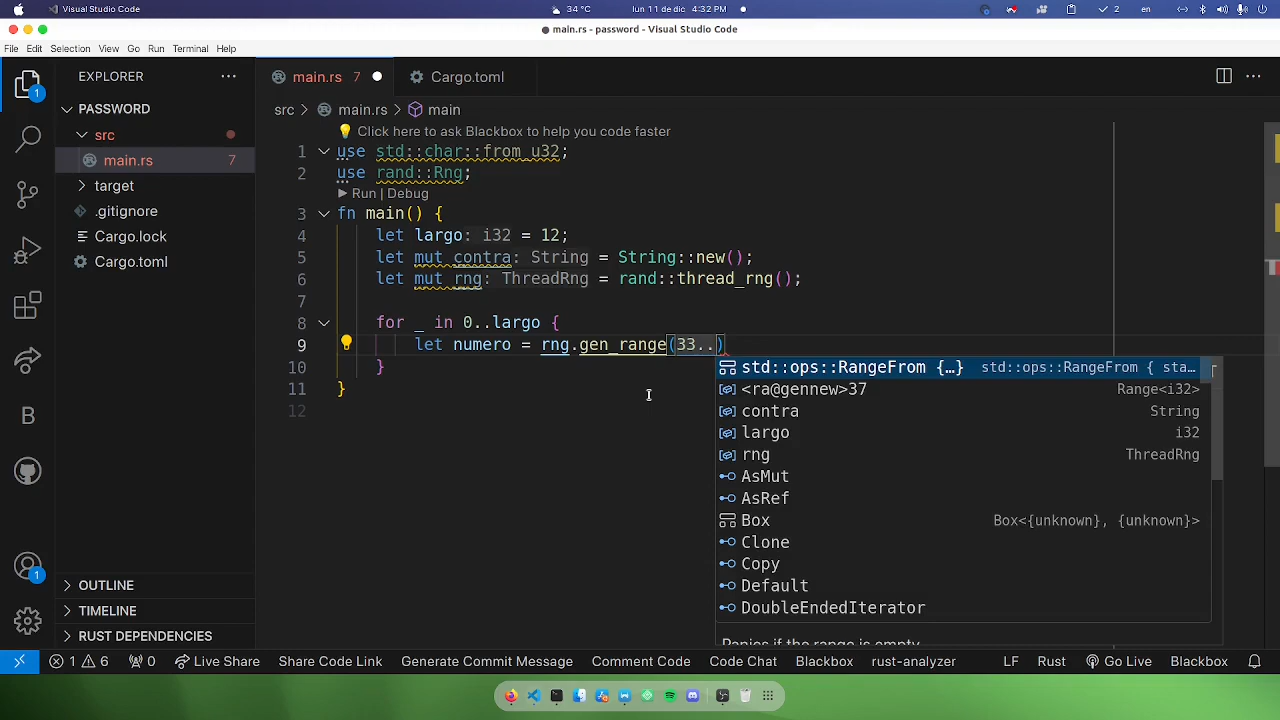 Visual Studio Code
34 °C
lun 11 de dic 4:32 PM
2
en
main.rs - password - Visual Studio Code
File Edit Selection View Go Run Terminal Help
EXPLORER
main.rs 7
Cargo.toml
1
PASSWORD
src > main.rs > main
Click here to ask Blackbox to help you code faster
src
main.rs 7
target
.gitignore
Cargo.lock
Cargo.toml
1 use std::char::from_u32;
2 use rand::Rng;
Run | Debug
3 fn main() {
4 let largo: i32 = 12;
5 let mut contra: String = String::new();
6 let mut rng: ThreadRng = rand::thread_rng();
7
8 for _ in 0..largo {
9 let numero = rng.gen_range(33..)
10 }
11 }
12
std::ops::RangeFrom {…} std::ops::RangeFrom { sta…
<ra@gennew>37 Range<i32>
contra String
largo i32
rng ThreadRng
AsMut
AsRef
Box Box<{unknown}, {unknown}>
Clone
Copy
Default
DoubleEndedIterator
Panics if the range is empty
B
1
OUTLINE
TIMELINE
RUST DEPENDENCIES
1 6 0 Live Share Share Code Link Generate Commit Message Comment Code Code Chat Blackbox rust-analyzer LF Rust Go Live Blackbox